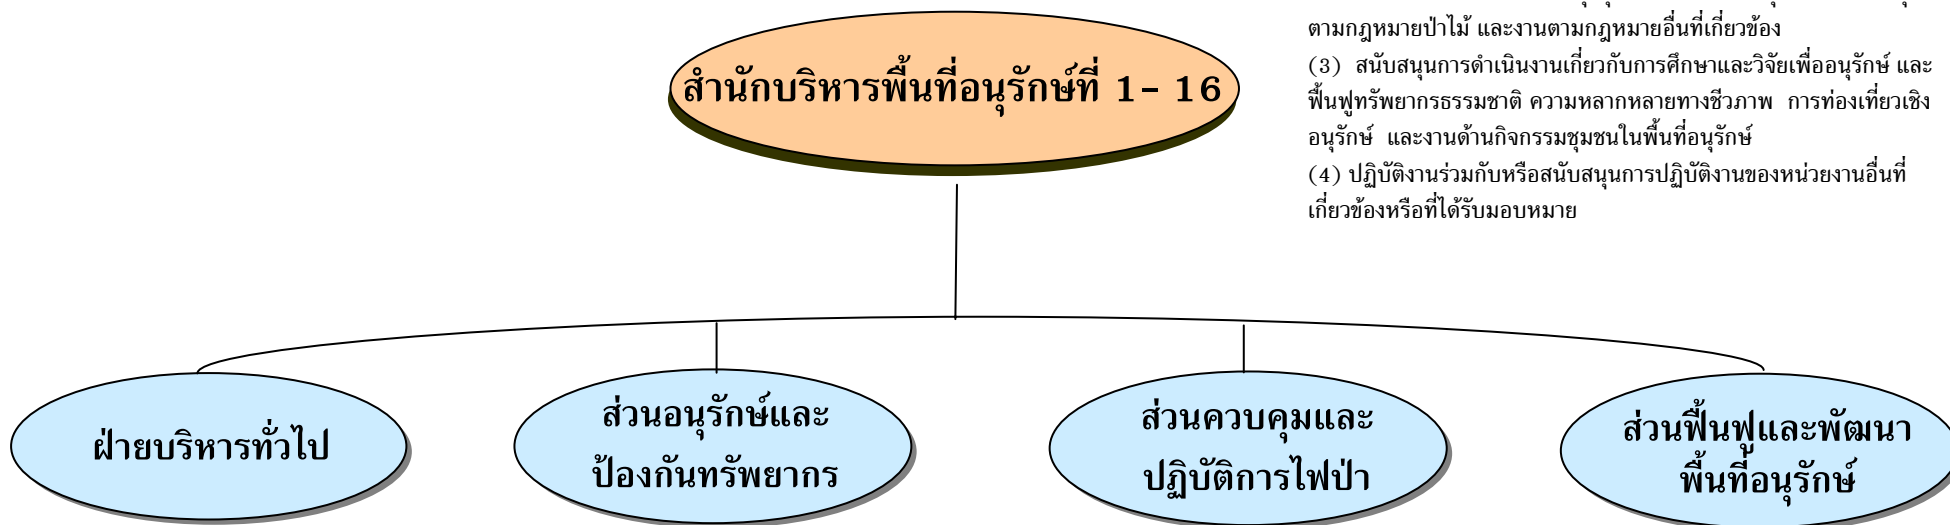 ตามกฎหมายป่าไม้ และงานตามกฎหมายอื่นที่เกี่ยวข้อง
(3) สนับสนุนการดำเนินงานเกี่ยวกับการศึกษาและวิจัยเพื่ออนุรักษ์ และ
ฟื้นฟูทรัพยากรธรรมชาติ ความหลากหลายทางชีวภาพ การท่องเที่ยวเชิง
อนุรักษ์ และงานด้านกิจกรรมชุมชนในพื้นที่อนุรักษ์
(4) ปฏิบัติงานร่วมกับหรือสนับสนุนการปฏิบัติงานของหน่วยงานอื่นที่
เกี่ยวข้องหรือที่ได้รับมอบหมาย
สำนักบริหารพื้นที่อนุรักษ์ที่ 1- 16
ฝ่ายบริหารทั่วไป
ส่วนอนุรักษ์และ
ป้องกันทรัพยากร
ส่วนควบคุมและ
ปฏิบัติการไฟป่า
ส่วนฟื้นฟูและพัฒนา
พื้นที่อนุรักษ์